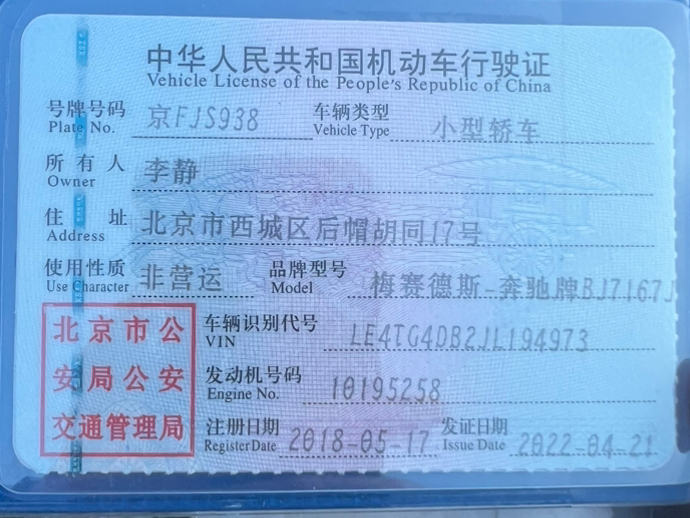 中华人民共和国机动车行驶证
Vehicle License of the People's Republic of China
号牌号码 京FJS938 车辆类型 小型轿车
Plate No. Vehicle Type
所有人 李静
Owner
住址 北京市西城区后帽胡同17号
Address
使用性质 非营运 品牌型号 梅赛德斯-奔驰牌BJ7167J
Use Character Model
北京市公安局公安交通管理局
车辆识别代号 LE4TG4DB2JL194973
VIN
发动机号码 10195258
Engine No.
注册日期 2018-05-17 发证日期 2022-04-21
Register Date Issue Date